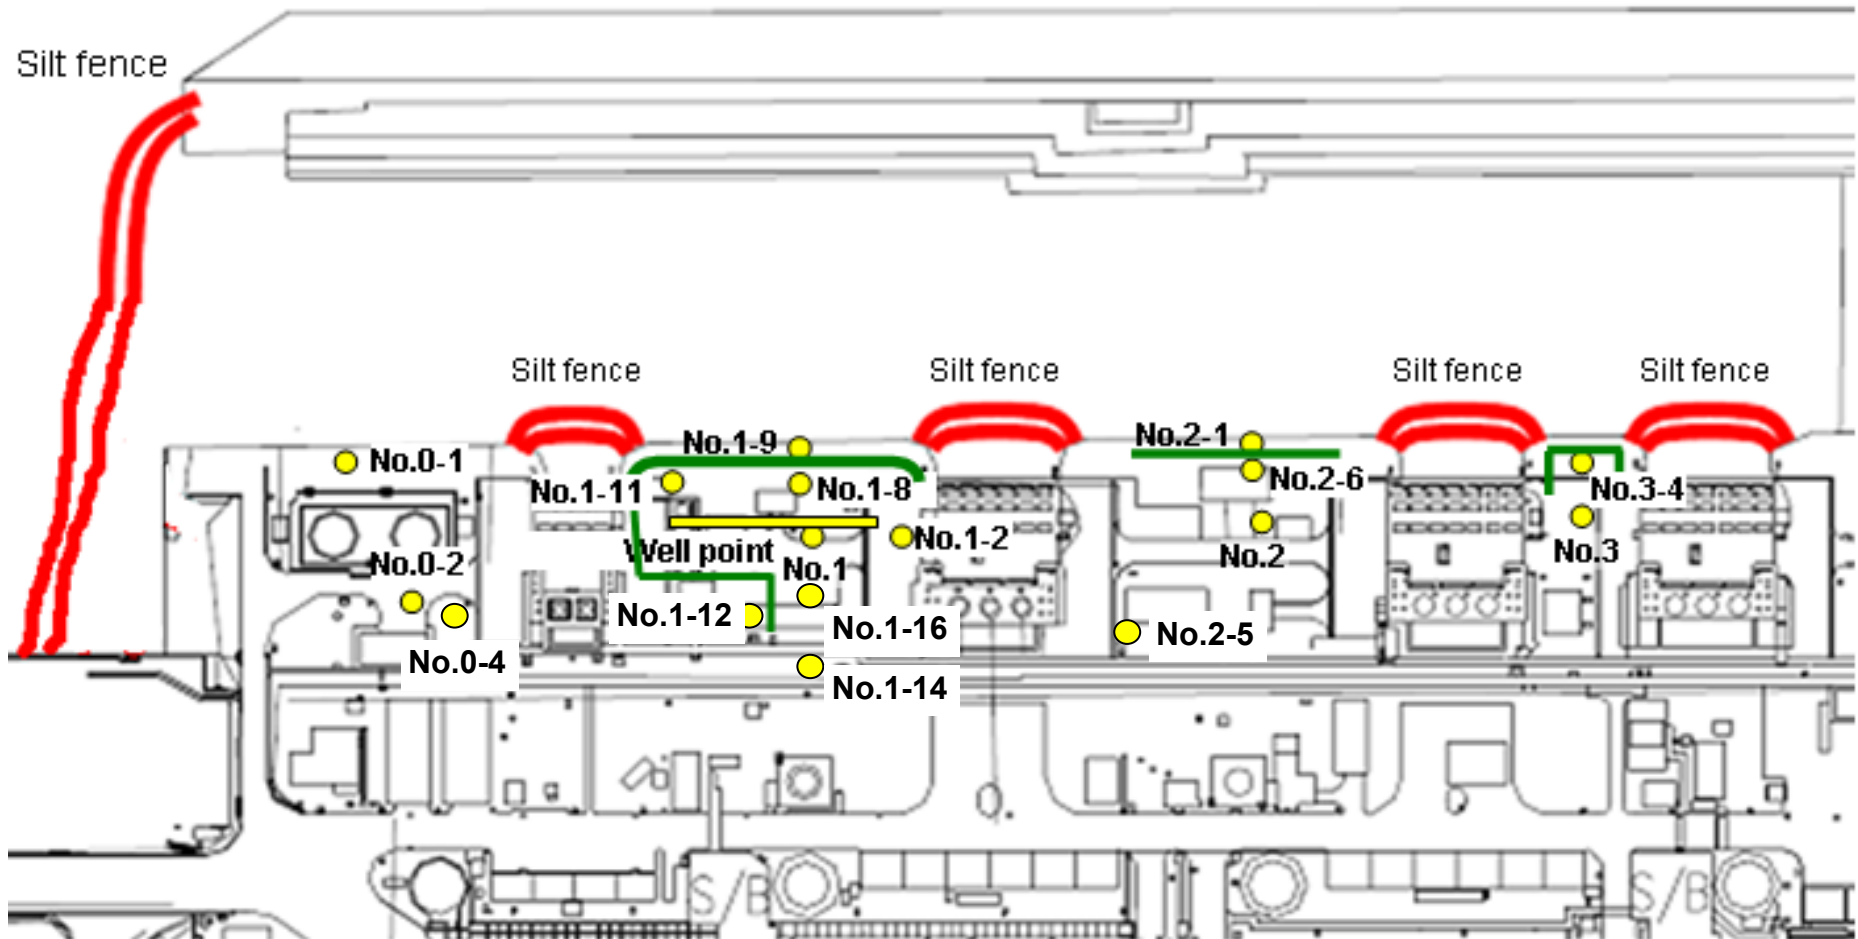 Silt fence
Silt fence
Silt fence
Silt fence
Silt fence
No.1-9
No.2-1
No.0-1
No.1-11
No.1-8
No.2-6
No.3-4
No.1-2
Well point
No.2
No.3
No.0-2
No.1
No.1-12
No.1-16
No.2-5
No.0-4
No.1-14
S/B
S/B